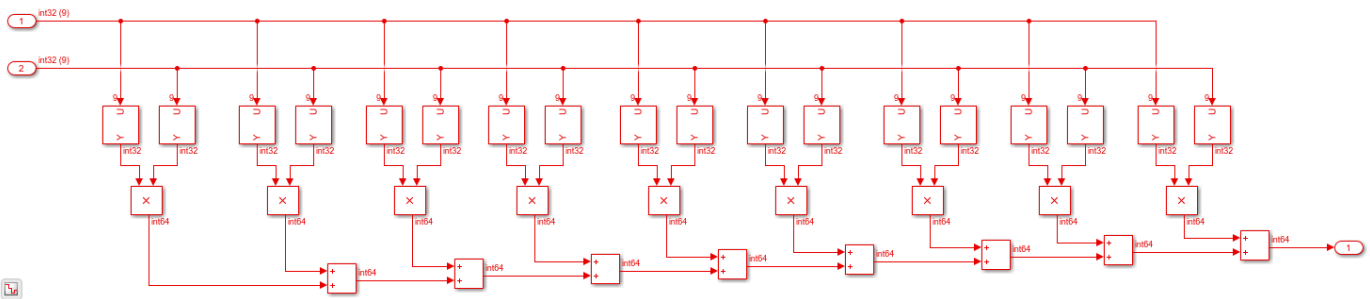 1 int32 (9)
2 int32 (9)
9 9 9 9 9 9 9 9 9 9 9 9 9 9 9 9 9 9
U U U U U U U U U U U U U U U U U U
Y Y Y Y Y Y Y Y Y Y Y Y Y Y Y Y Y Y
int32 int32 int32 int32 int32 int32 int32 int32 int32 int32 int32 int32 int32 int32 int32 int32 int32 int32
× × × × × × × × ×
int64 int64 int64 int64 int64 int64 int64 int64 int64
+ + + + + + + +
int64 int64 int64 int64 int64 int64 int64 int64 1
+ + + + + + + +